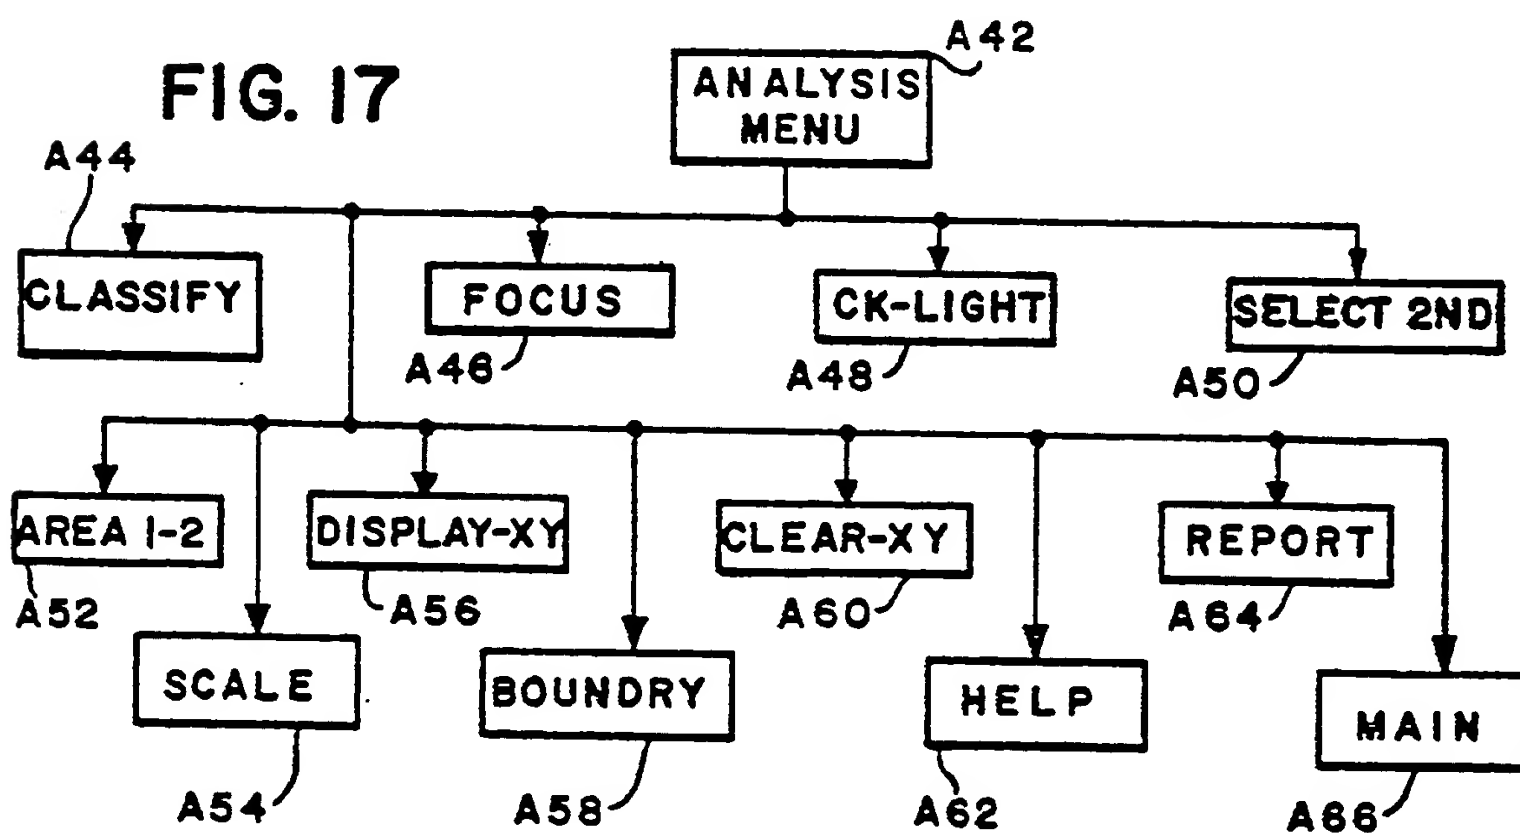 FIG. 17
A42
ANALYSIS
MENU
A44
CLASSIFY
FOCUS
CK-LIGHT
SELECT 2ND
A46
A48
A50
AREA 1-2
DISPLAY-XY
CLEAR-XY
REPORT
A52
A56
A60
A64
SCALE
BOUNDRY
HELP
MAIN
A54
A58
A62
A66